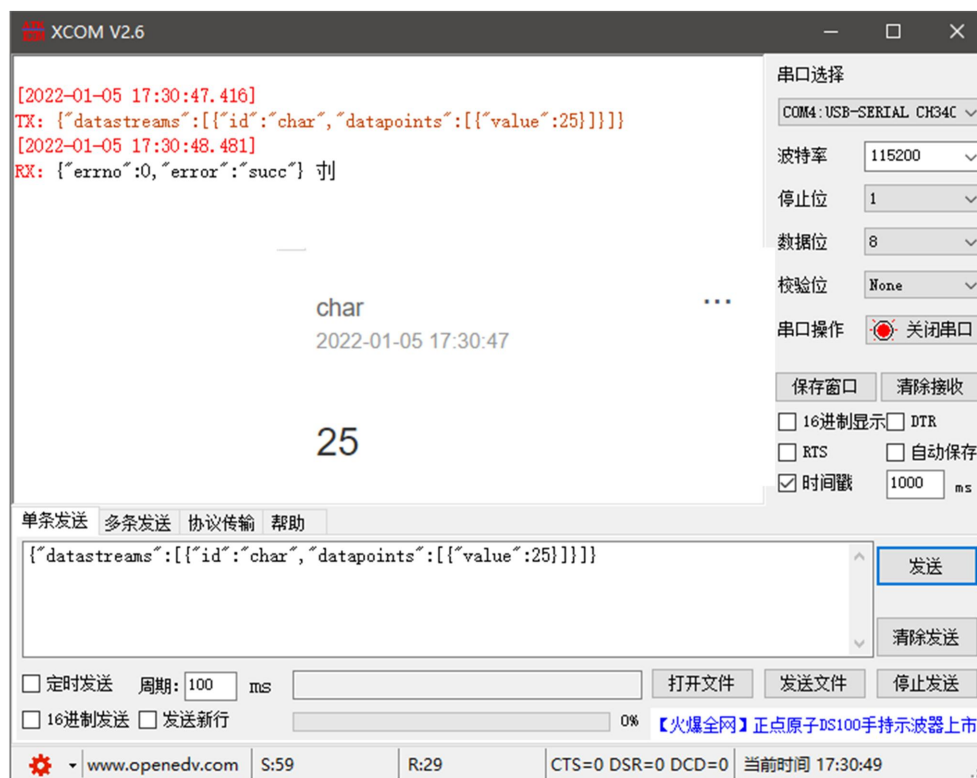 XCOM V2.6
[2022-01-05 17:30:47.416]
TX: {"datastreams":[{"id":"char","datapoints":[{"value":25}]}]}
[2022-01-05 17:30:48.481]
RX: {"errno":0,"error":"succ"}
char
...
2022-01-05 17:30:47
25
串口选择
COM4:USB-SERIAL CH34C
波特率 115200
停止位 1
数据位 8
校验位 None
串口操作 关闭串口
保存窗口 清除接收
16进制显示 DTR
RTS 自动保存
时间戳 1000 ms
单条发送 多条发送 协议传输 帮助
{"datastreams":[{"id":"char","datapoints":[{"value":25}]}]}
发送
清除发送
定时发送 周期: 100 ms 打开文件 发送文件 停止发送
16进制发送 发送新行 0% 【火爆全网】正点原子DS100手持示波器上市
www.openedv.com S:59 R:29 CTS=0 DSR=0 DCD=0 当前时间 17:30:49